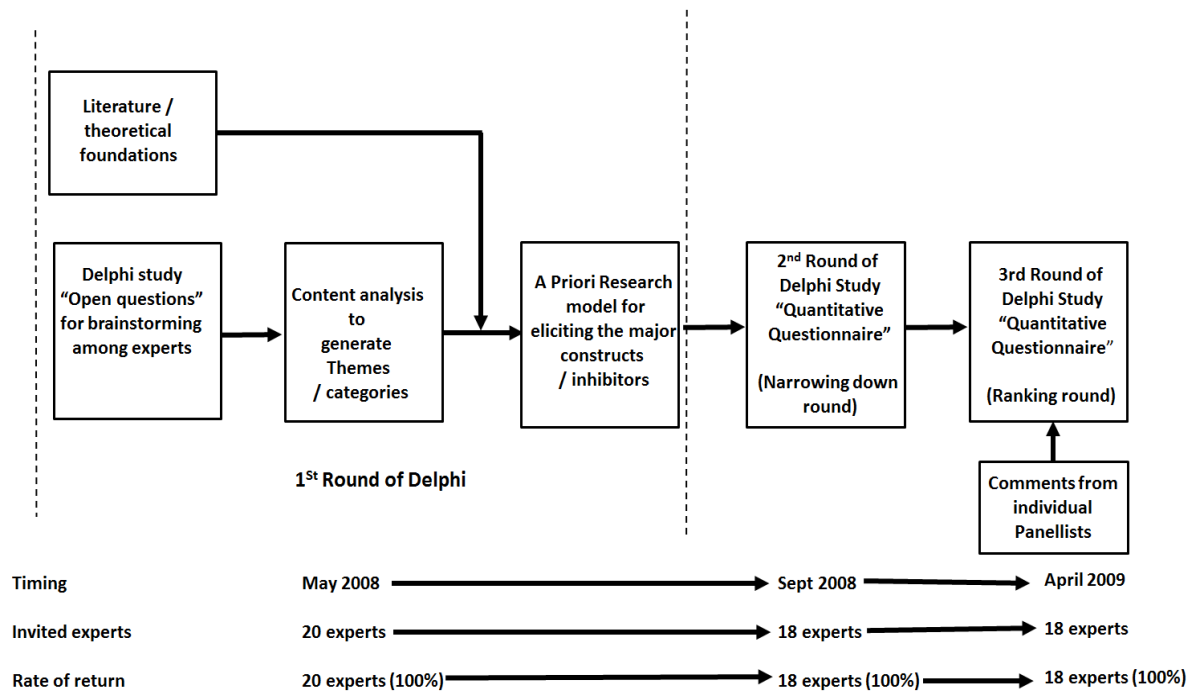 Literature /
theoretical
foundations
Delphi study
“Open questions”
for brainstorming
among experts
Content analysis
to
generate
Themes
/ categories
A Priori Research
model for
eliciting the major
constructs
/ inhibitors
2nd Round of
Delphi Study
“Quantitative
Questionnaire”
(Narrowing down
round)
3rd Round of
Delphi Study
“Quantitative
Questionnaire”
(Ranking round)
1St Round of Delphi
Comments from
individual
Panellists
Timing May 2008 Sept 2008 April 2009
Invited experts 20 experts 18 experts 18 experts
Rate of return 20 experts (100%) 18 experts (100%) 18 experts (100%)